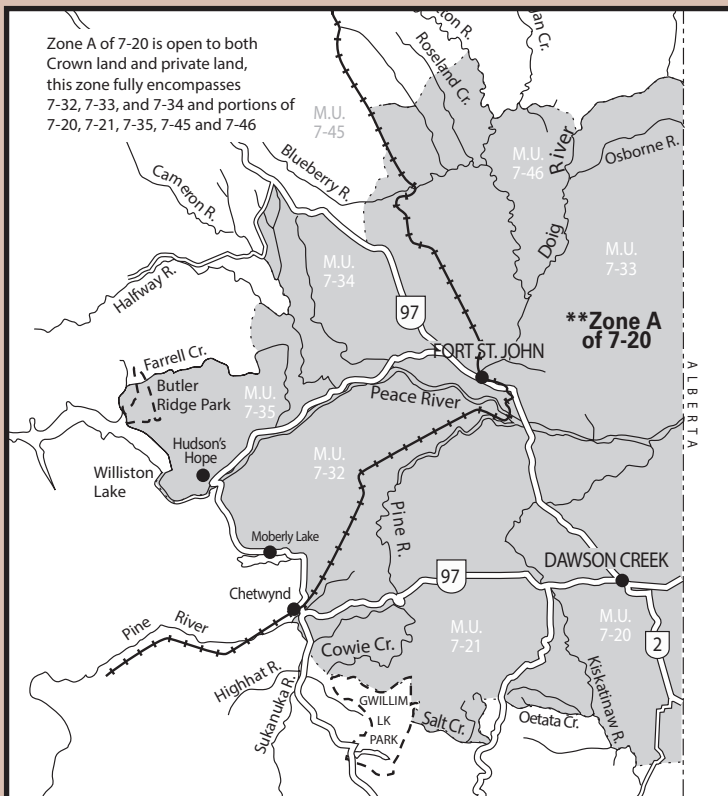 Zone A of 7-20 is open to both
Crown land and private land,
this zone fully encompasses
7-32, 7-33, and 7-34 and portions of
7-20, 7-21, 7-35, 7-45 and 7-46
Roseland Cr.
M.U.
7-45
Blueberry R.
M.U.
7-46
River
Doig
Osborne R.
Cameron R.
M.U.
7-34
M.U.
7-33
Halfway R.
97
**Zone A
of 7-20
FORT ST. JOHN
ALBERTA
Farrell Cr.
Butler
Ridge Park
M.U.
7-35
Peace River
Hudson's
Hope
Williston
Lake
M.U.
7-32
Pine R.
Moberly Lake
DAWSON CREEK
97
Chetwynd
Pine River
M.U.
7-21
M.U.
7-20
2
Cowie Cr.
Kiskatinaw R.
Highhat R.
Sukanuka R.
GWILLIM
LK
PARK
Salt Cr.
Oetata Cr.